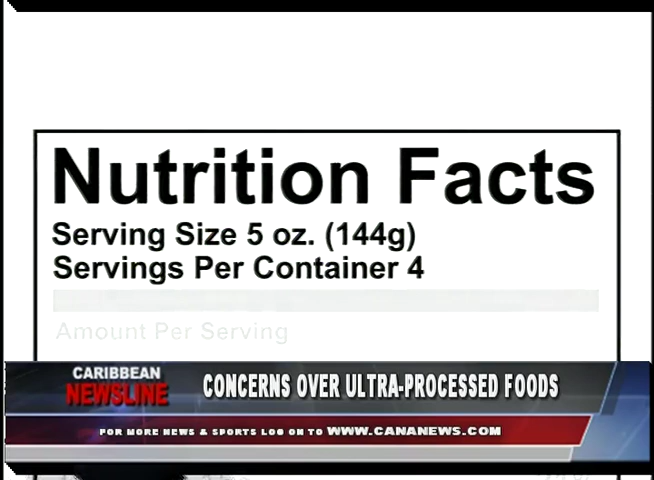 Nutrition Facts
Serving Size 5 oz. (144g)
Servings Per Container 4
Amount Per Serving
CARIBBEAN
NEWSLINE
CONCERNS OVER ULTRA-PROCESSED FOODS
FOR MORE NEWS & SPORTS LOG ON TO WWW.CANANEWS.COM